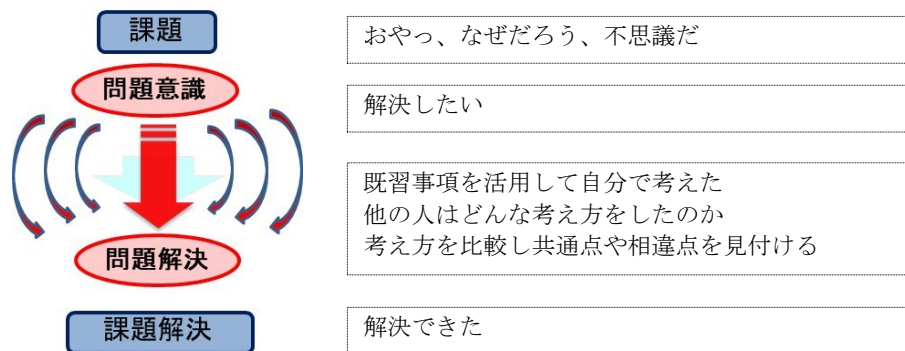 課題
おやっ、なぜだろう、不思議だ
問題意識
解決したい
既習事項を活用して自分で考えた
他の人はどんな考え方をしたのか
考え方を比較し共通点や相違点を見付ける
問題解決
課題解決
解決できた